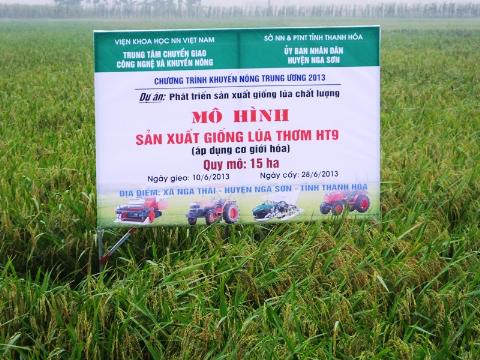 VIỆN KHOA HỌC NN VIỆT NAM
TRUNG TÂM CHUYỂN GIAO
CÔNG NGHỆ VÀ KHUYẾN NÔNG
SỞ NN & PTNT TỈNH THANH HÓA
ỦY BAN NHÂN DÂN
HUYỆN NGA SƠN
CHƯƠNG TRÌNH KHUYẾN NÔNG TRUNG ƯƠNG 2013
Dự án: Phát triển sản xuất giống lúa chất lượng
MÔ HÌNH
SẢN XUẤT GIỐNG LÚA THƠM HT9
(áp dụng cơ giới hóa)
Quy mô: 15 ha
Ngày gieo: 10/6/2013 Ngày cấy: 28/6/2013
ĐỊA ĐIỂM: XÃ NGA THÁI - HUYỆN NGA SƠN - TỈNH THANH HÓA